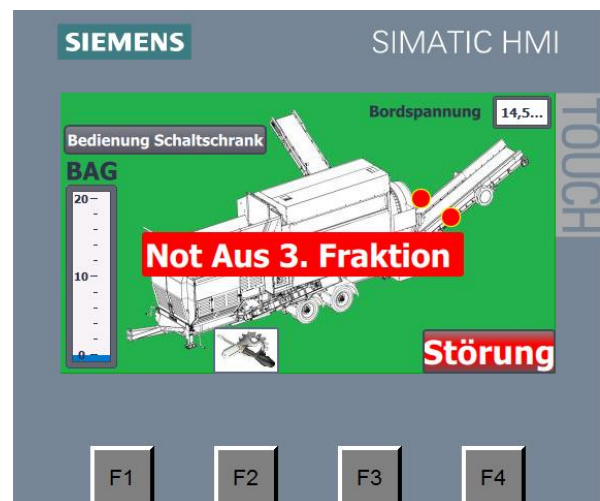 SIEMENS
SIMATIC HMI
TOUCH
Bordspannung 14,5...
Bedienung Schaltschrank
BAG
20
10
0
Not Aus 3. Fraktion
Störung
F1 F2 F3 F4